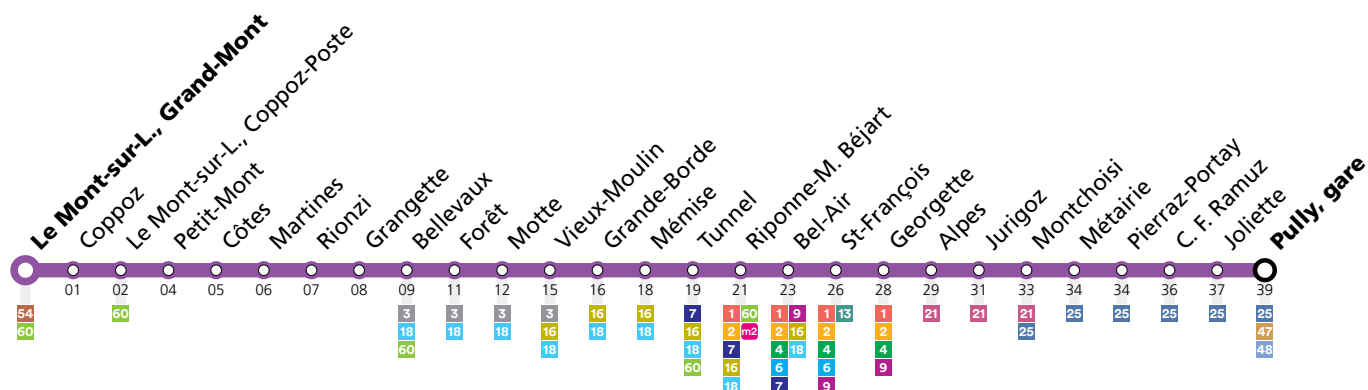 Le Mont-sur-L., Grand-Mont
Coppoz
Le Mont-sur-L., Coppoz-Poste
Petit-Mont
Côtes
Martines
Rionzi
Grangette
Bellevaux
Forêt
Motte
Vieux-Moulin
Grande-Borde
Mémise
Tunnel
Riponne-M. Béjart
Bel-Air
St-François
Georgette
Alpes
Jurigoz
Montchoisi
Métairie
Pierraz-Portay
C. F. Ramuz
Joliette
Pully, gare
01 02 04 05 06 07 08 09 11 12 15 16 18 19 21 23 26 28 29 31 33 34 34 36 37 39
54 60 3 3 3 3 16 16 7 1 60 1 9 1 13 1 21 21 21 25 25 25 25 25
60 18 18 18 16 18 18 16 2 m2 2 16 2 2 25 47
60 18 18 7 4 18 4 4 48
60 16 6 6 9
18 7 9